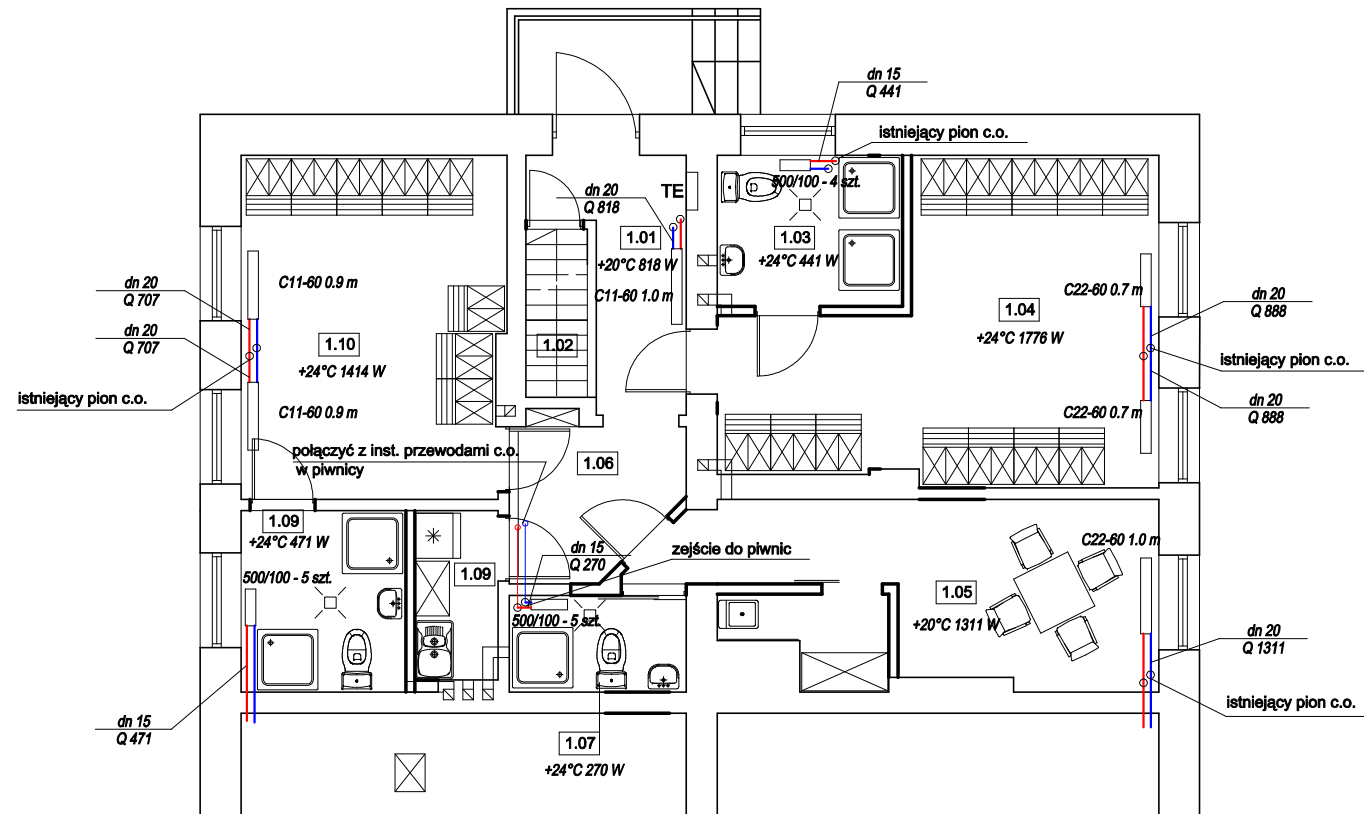 dn 15
Q 441
istniejący pion c.o.
500/100 - 4 szt.
TE
dn 20
Q 818
1.01
+20°C 818 W
C11-60 1.0 m
1.03
+24°C 441 W
C11-60 0.9 m
dn 20
Q 707
dn 20
Q 707
1.10
+24°C 1414 W
istniejący pion c.o.
C11-60 0.9 m
1.02
C22-60 0.7 m
1.04
+24°C 1776 W
dn 20
Q 888
istniejący pion c.o.
C22-60 0.7 m
dn 20
Q 888
połączyć z inst. przewodami c.o.
w piwnicy
1.06
1.09
+24°C 471 W
500/100 - 5 szt.
1.09
dn 15
Q 270
zejście do piwnic
500/100 - 5 szt.
C22-60 1.0 m
1.05
+20°C 1311 W
dn 20
Q 1311
istniejący pion c.o.
dn 15
Q 471
1.07
+24°C 270 W